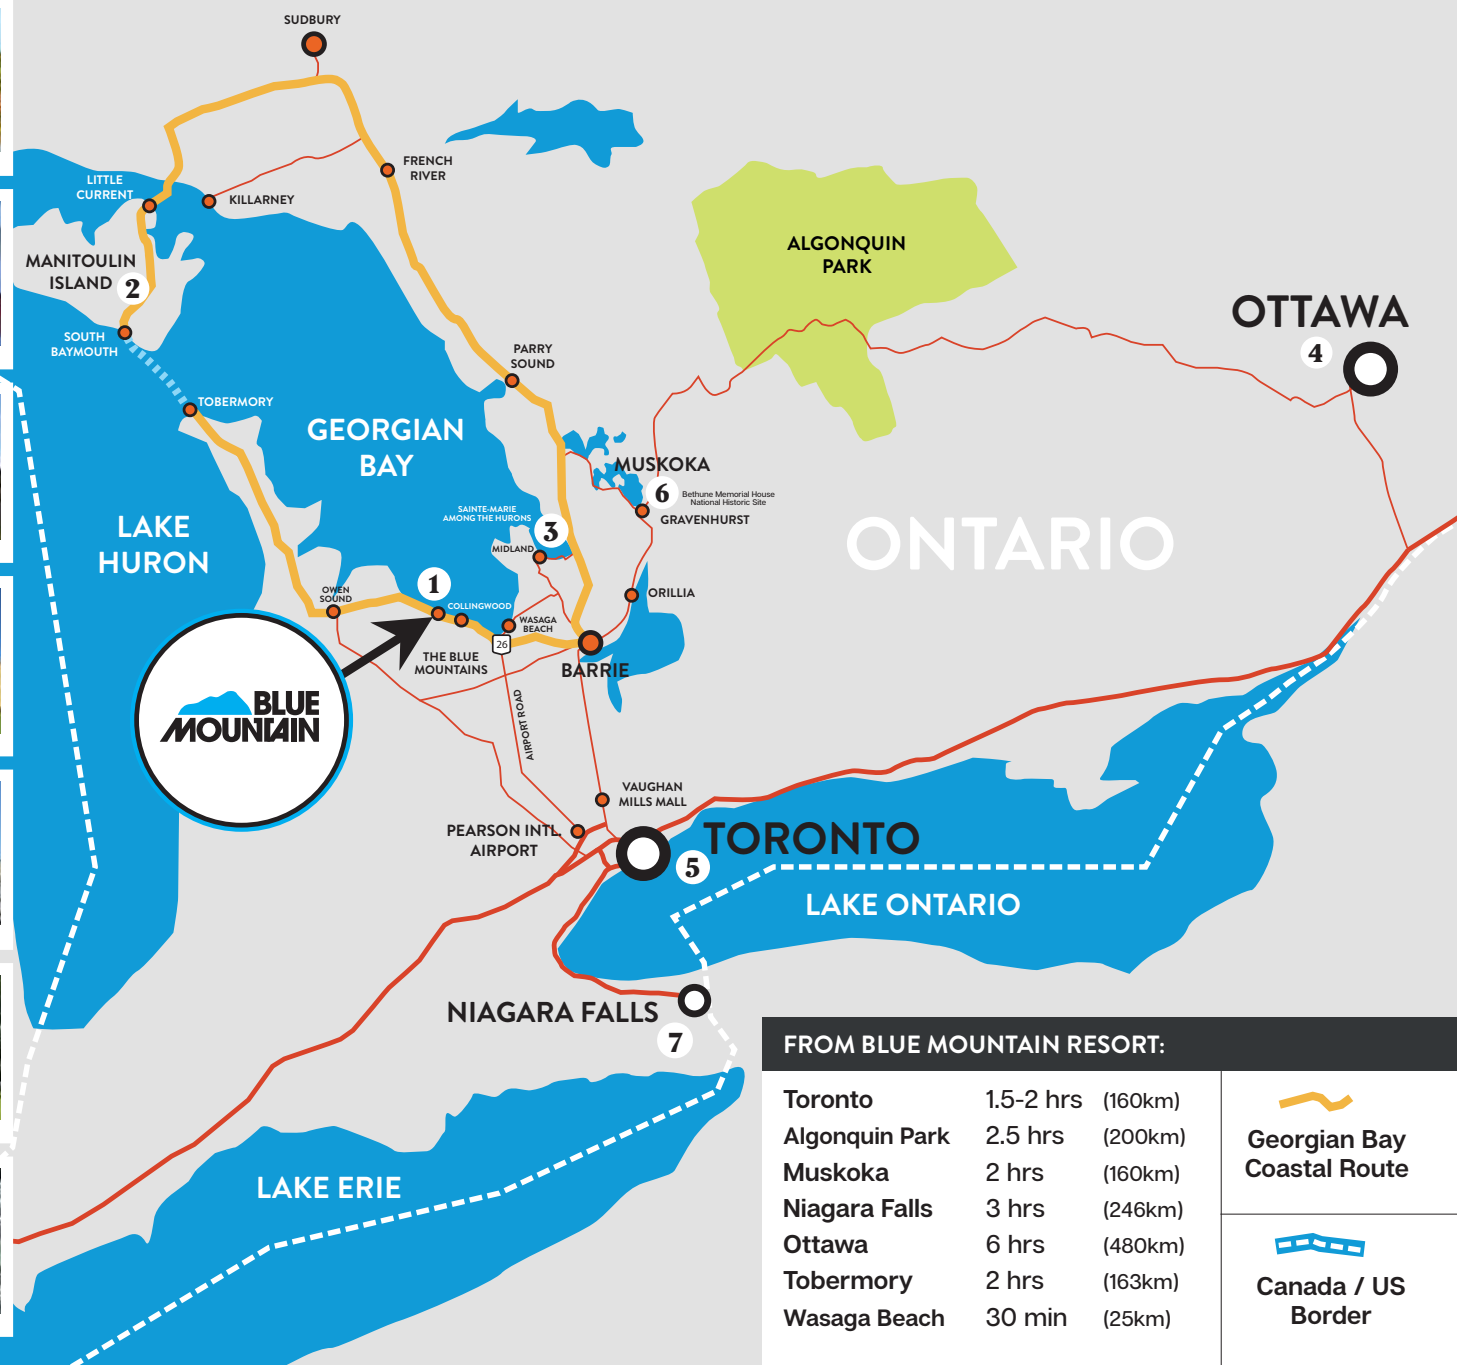 SUDBURY
FRENCH
RIVER
LITTLE
CURRENT
KILLARNEY
ALGONQUIN
PARK
MANITOULIN
ISLAND
2
OTTAWA
4
SOUTH
BAYMOUTH
PARRY
SOUND
TOBERMORY
GEORGIAN
BAY
MUSKOKA
6
Bethune Memorial House
National Historic Site
GRAVENHURST
SAINTE-MARIE
AMONG THE HURONS
3
MIDLAND
LAKE
HURON
ONTARIO
1
OWEN
SOUND
COLLINGWOOD
ORILLIA
WASAGA
BEACH
26
THE BLUE
MOUNTAINS
BARRIE
BLUE
MOUNTAIN
AIRPORT ROAD
VAUGHAN
MILLS MALL
PEARSON INTL.
AIRPORT
TORONTO
5
LAKE ONTARIO
NIAGARA FALLS
7
LAKE ERIE
FROM BLUE MOUNTAIN RESORT:
Toronto 1.5-2 hrs (160km)
Algonquin Park 2.5 hrs (200km)
Muskoka 2 hrs (160km)
Niagara Falls 3 hrs (246km)
Ottawa 6 hrs (480km)
Tobermory 2 hrs (163km)
Wasaga Beach 30 min (25km)
Georgian Bay
Coastal Route
Canada / US
Border